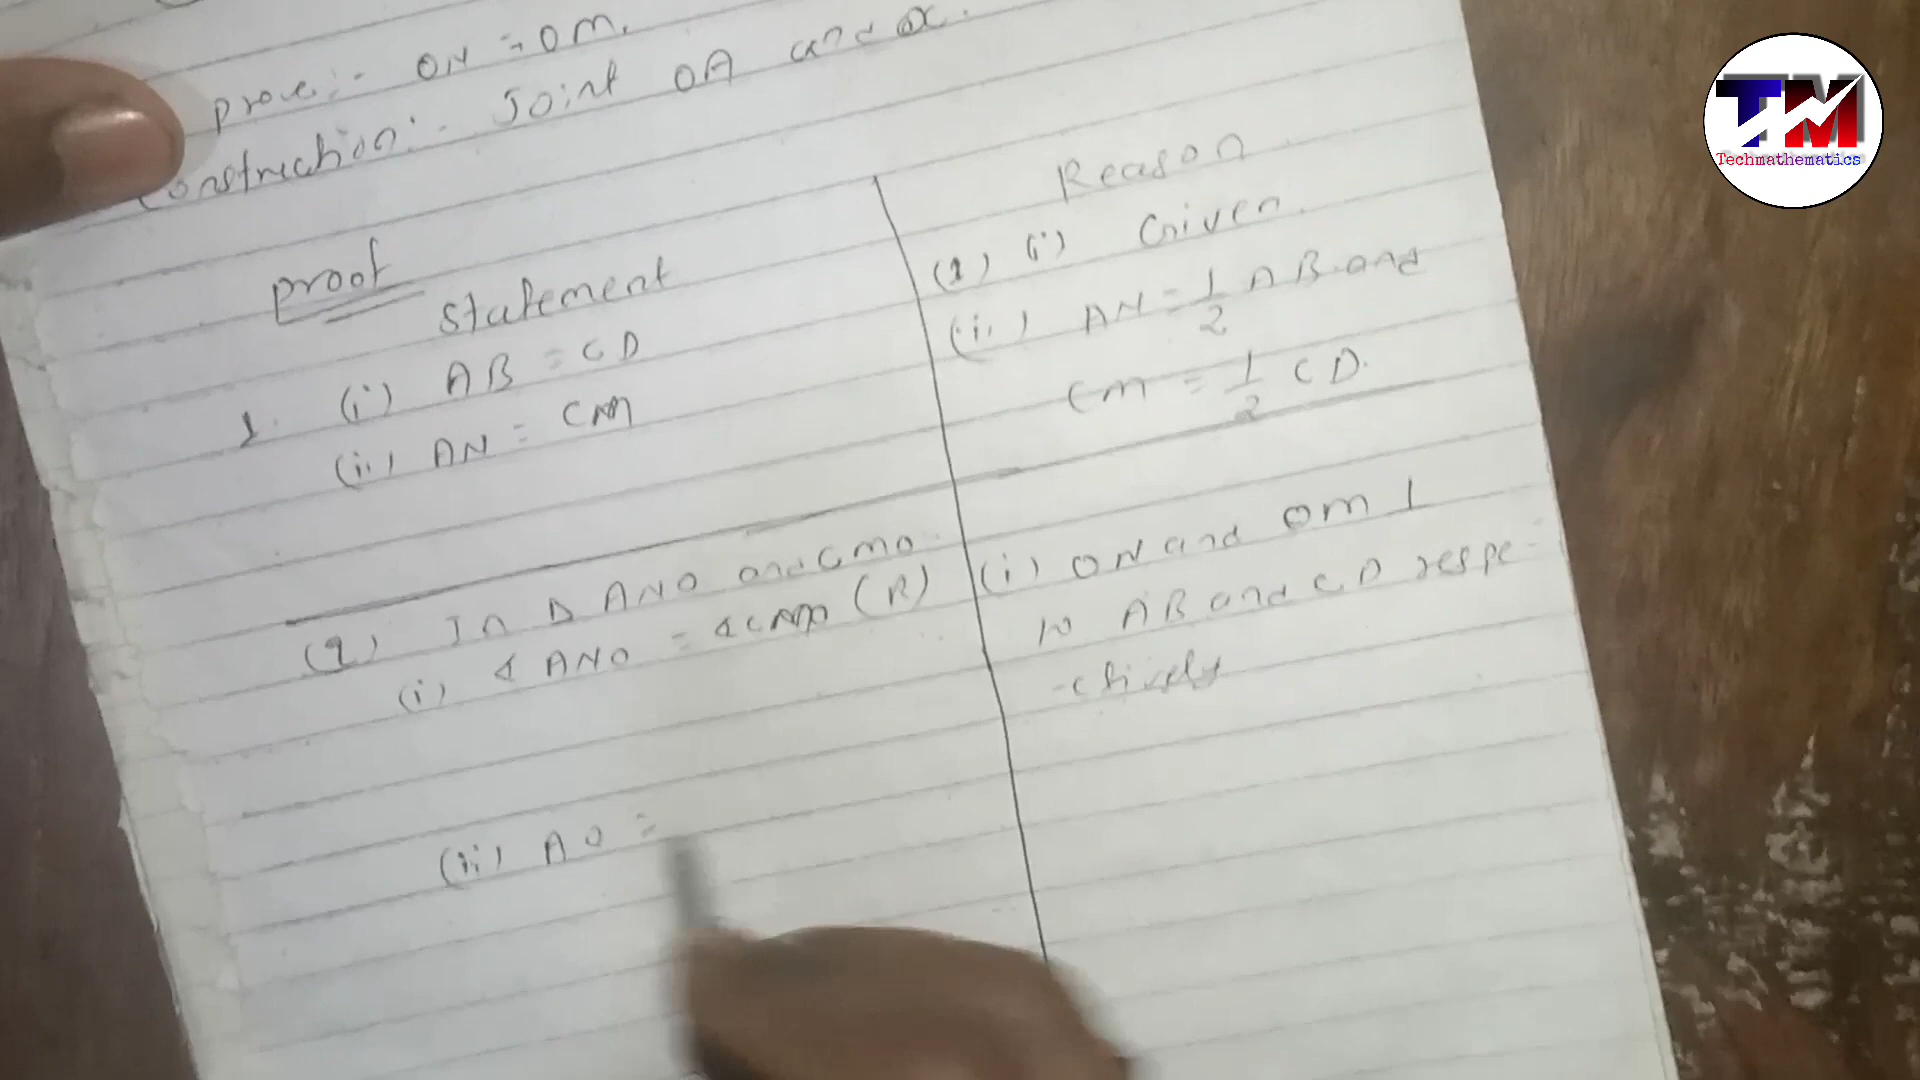 prove:- ON = OM.
Construction:- Joint OA and OC.
Proof
Statement
1. (i) AB = CD
(ii) AN = CM
(2) In Δ ANO and CMO.
(i) ∢ ANO = ∢CMO (R)
(ii) AO =
Reason
(1) (i) Given.
(ii) AN = 1/2 AB and
CM = 1/2 CD.
(i) ON and OM ⊥
to AB and CD respe-
-ctively
TM
Techmathematics